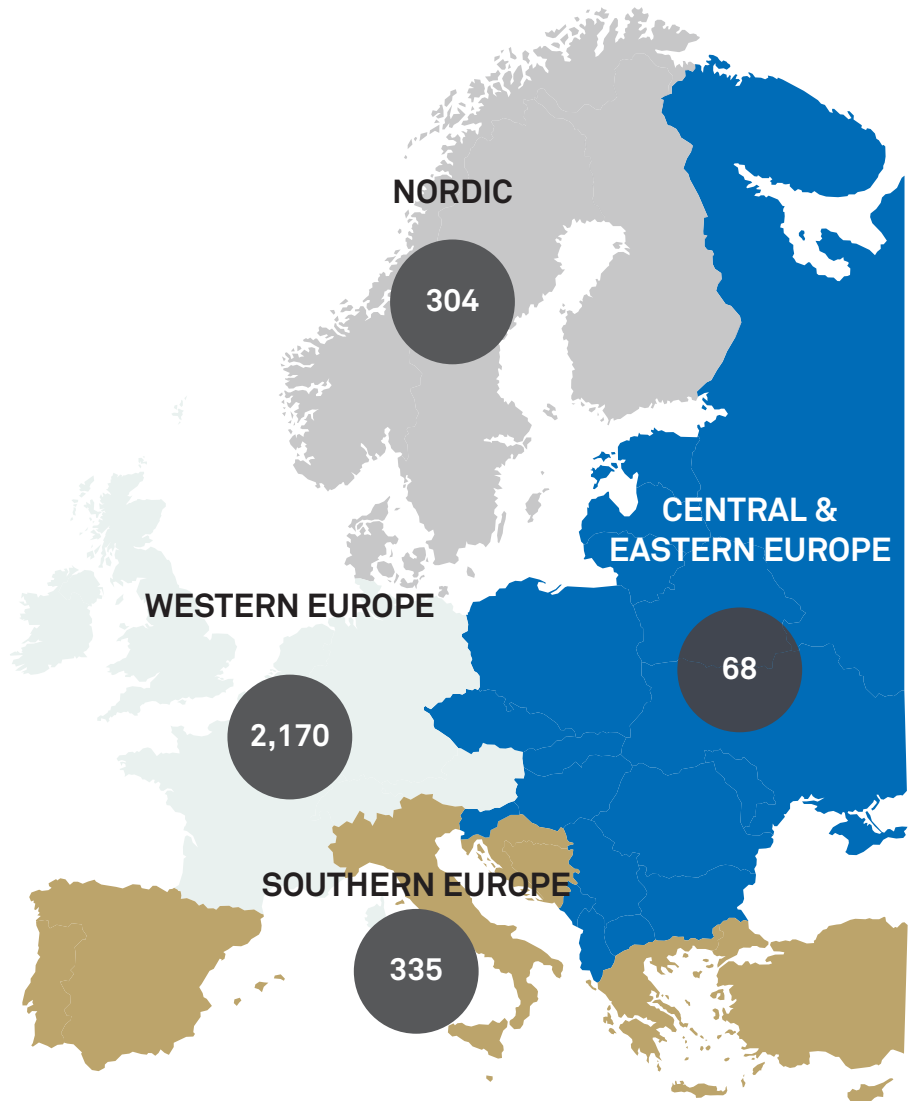 NORDIC
304
CENTRAL &
EASTERN EUROPE
68
WESTERN EUROPE
2,170
SOUTHERN EUROPE
335